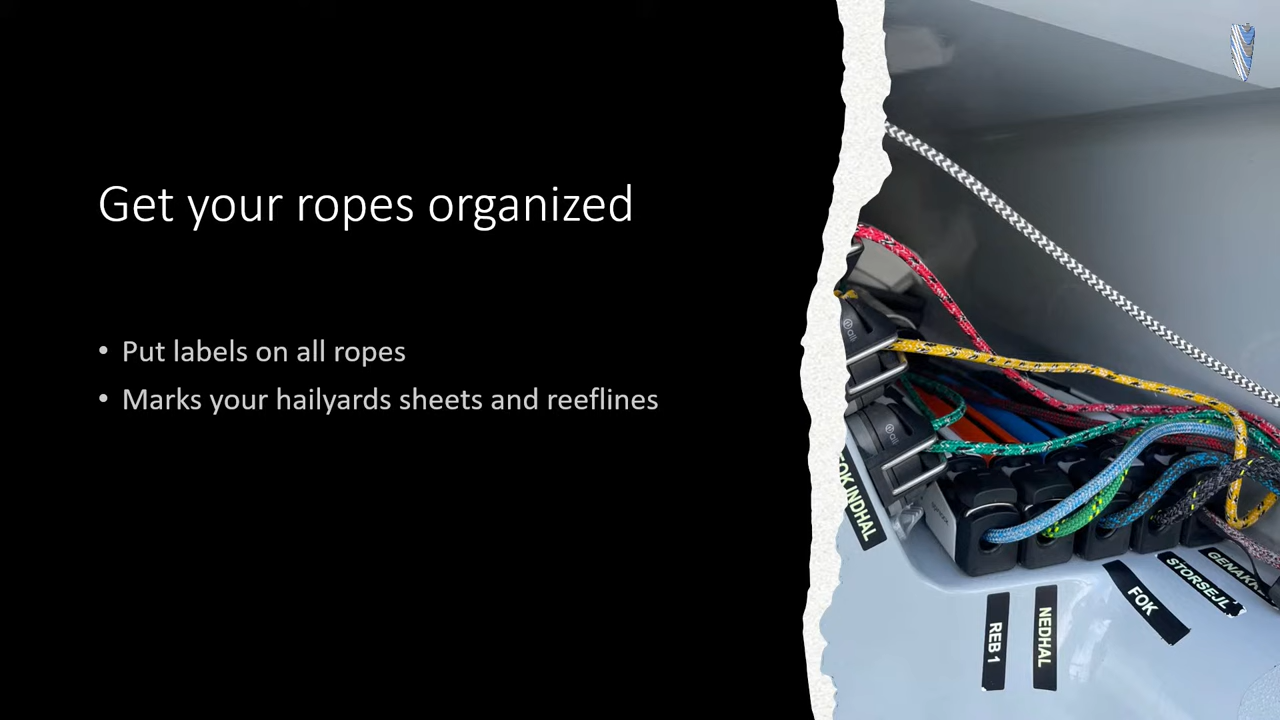 Get your ropes organized
• Put labels on all ropes
• Marks your hailyards sheets and reeflines
INDHAL
REB 1
NEDHAL
FOK
STORSEJL